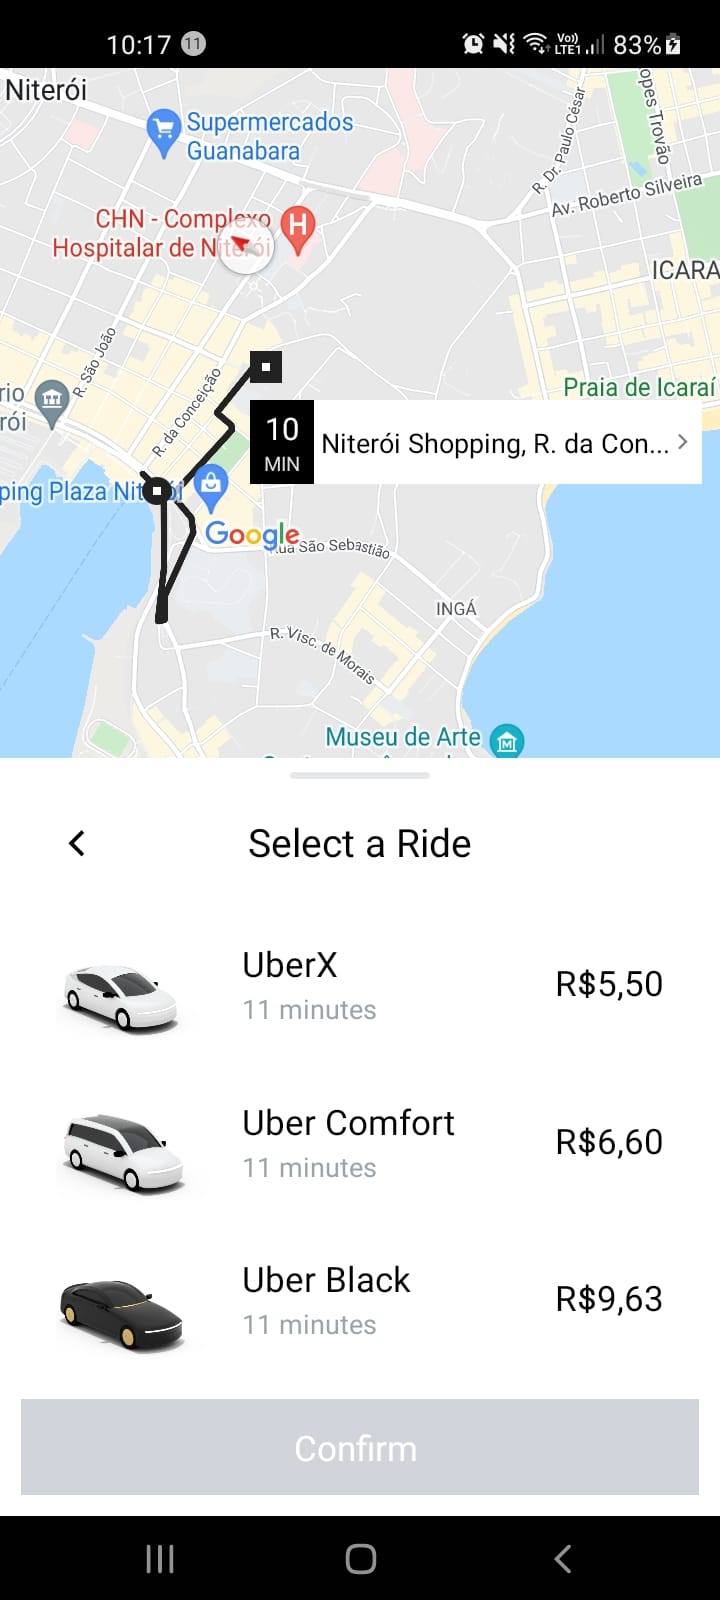 10:17 11
Vo))
LTE1
83%
Niterói
Supermercados
Guanabara
R. Dr. Paulo César
opes Trovão
Av. Roberto Silveira
CHN - Complexo
Hospitalar de Niterói
H
ICARA
R. São João
R. da Conceição
rio
rói
Praia de Icaraí
10
MIN
Niterói Shopping, R. da Con...
ping Plaza Nit
i
Google
Rua São Sebastião
INGÁ
R. Visc. de Morais
Museu de Arte
M
Select a Ride
UberX
11 minutes
R$5,50
Uber Comfort
11 minutes
R$6,60
Uber Black
11 minutes
R$9,63
Confirm